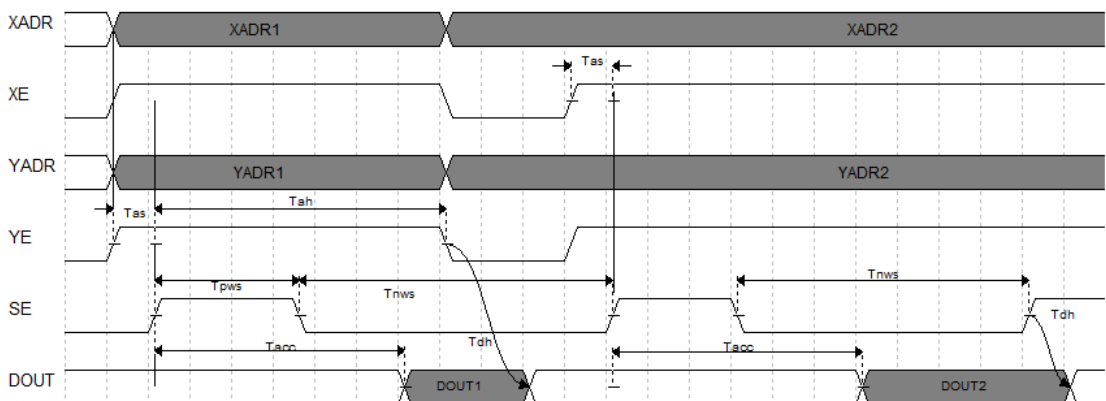 XADR XADR1 XADR2
Tas
XE
YADR YADR1 YADR2
Tas Tah
YE
Tpws Tnws Tnws
SE Tdh
Tacc Tdh Tacc
DOUT DOUT1 DOUT2